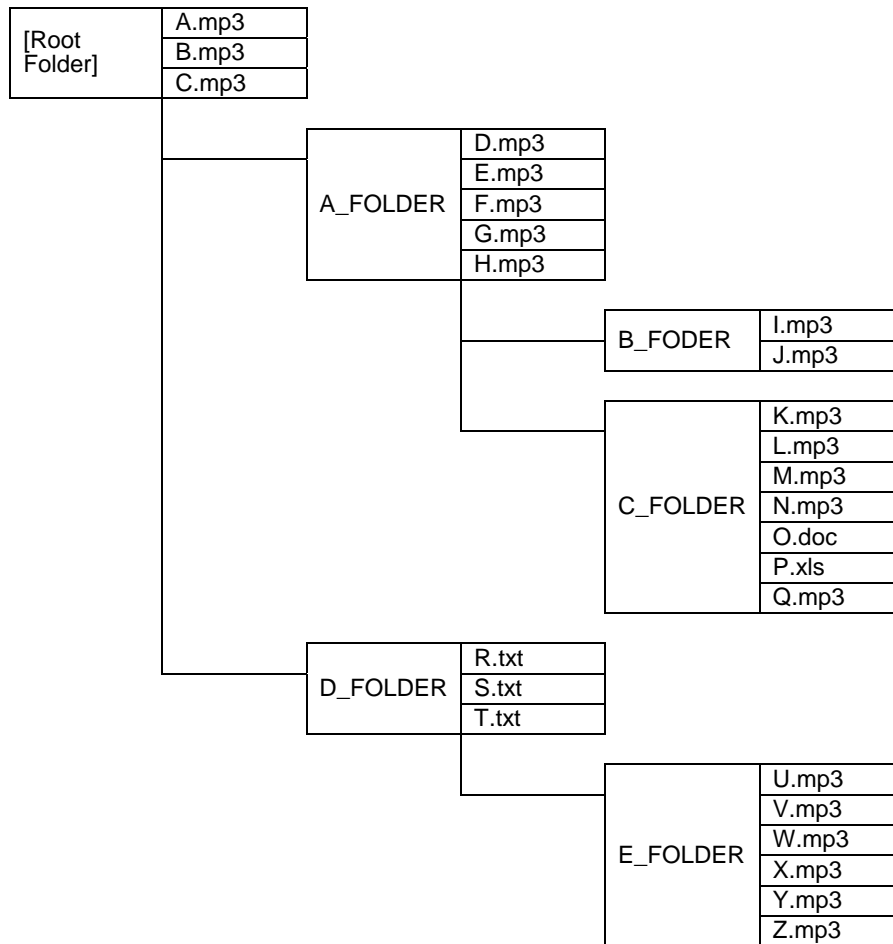 [Root
Folder]
A.mp3
B.mp3
C.mp3
A_FOLDER
D.mp3
E.mp3
F.mp3
G.mp3
H.mp3
B_FODER
I.mp3
J.mp3
C_FOLDER
K.mp3
L.mp3
M.mp3
N.mp3
O.doc
P.xls
Q.mp3
D_FOLDER
R.txt
S.txt
T.txt
E_FOLDER
U.mp3
V.mp3
W.mp3
X.mp3
Y.mp3
Z.mp3